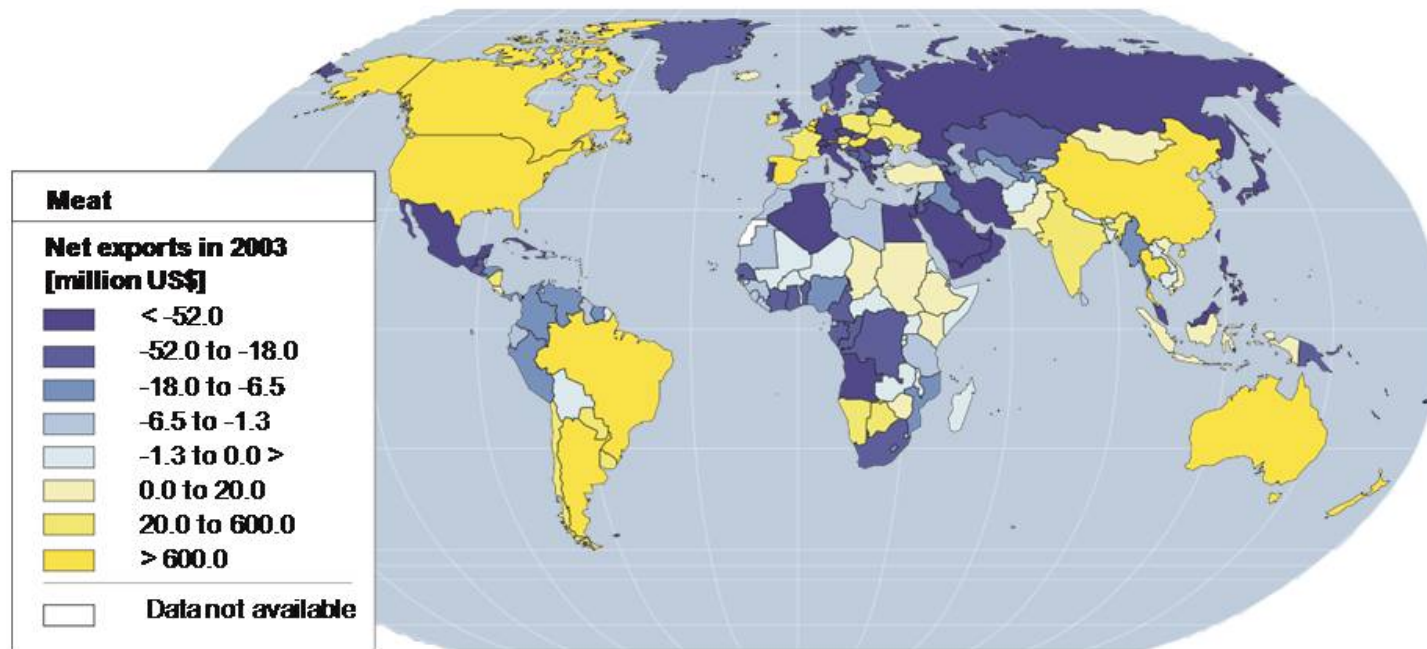 Meat
Net exports in 2003
[million US$]
< -52.0
-52.0 to -18.0
-18.0 to -6.5
-6.5 to -1.3
-1.3 to 0.0 >
0.0 to 20.0
20.0 to 600.0
> 600.0
Data not available